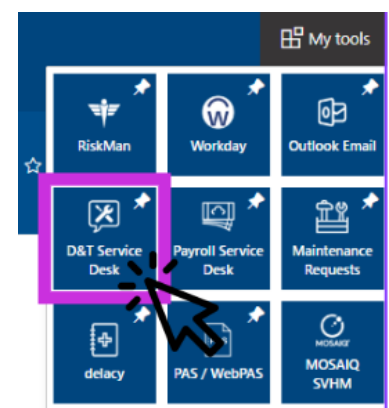 My tools
RiskMan
Workday
Outlook Email
D&T Service
Desk
Payroll Service
Desk
Maintenance
Requests
delacy
PAS / WebPAS
MOSAIQ
MOSAIQ
SVHM